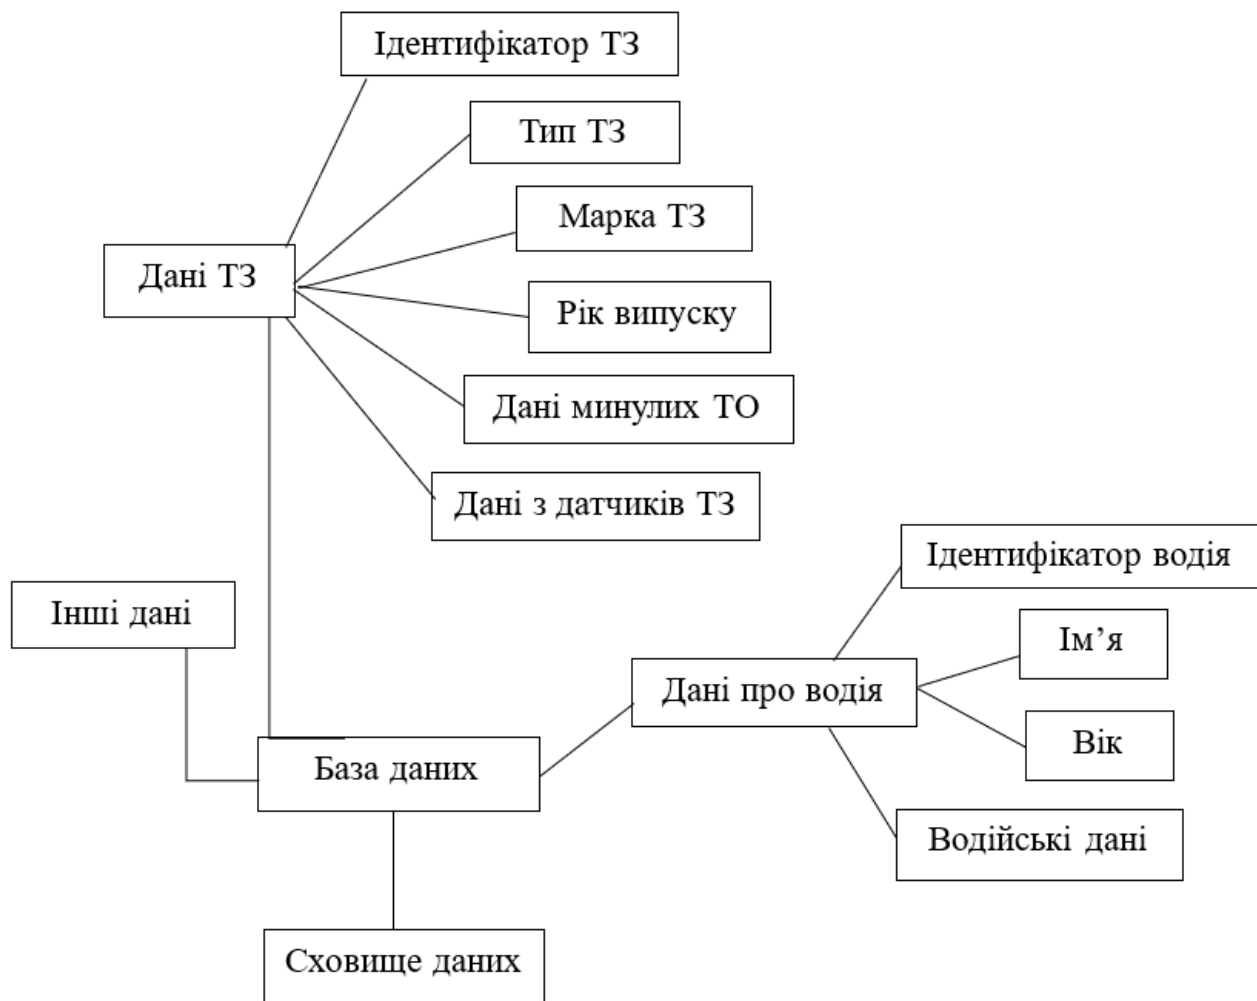 Ідентифікатор ТЗ
Тип ТЗ
Марка ТЗ
Дані ТЗ
Рік випуску
Дані минулих ТО
Дані з датчиків ТЗ
Ідентифікатор водія
Інші дані
Ім’я
Дані про водія
Вік
База даних
Водійські дані
Сховище даних